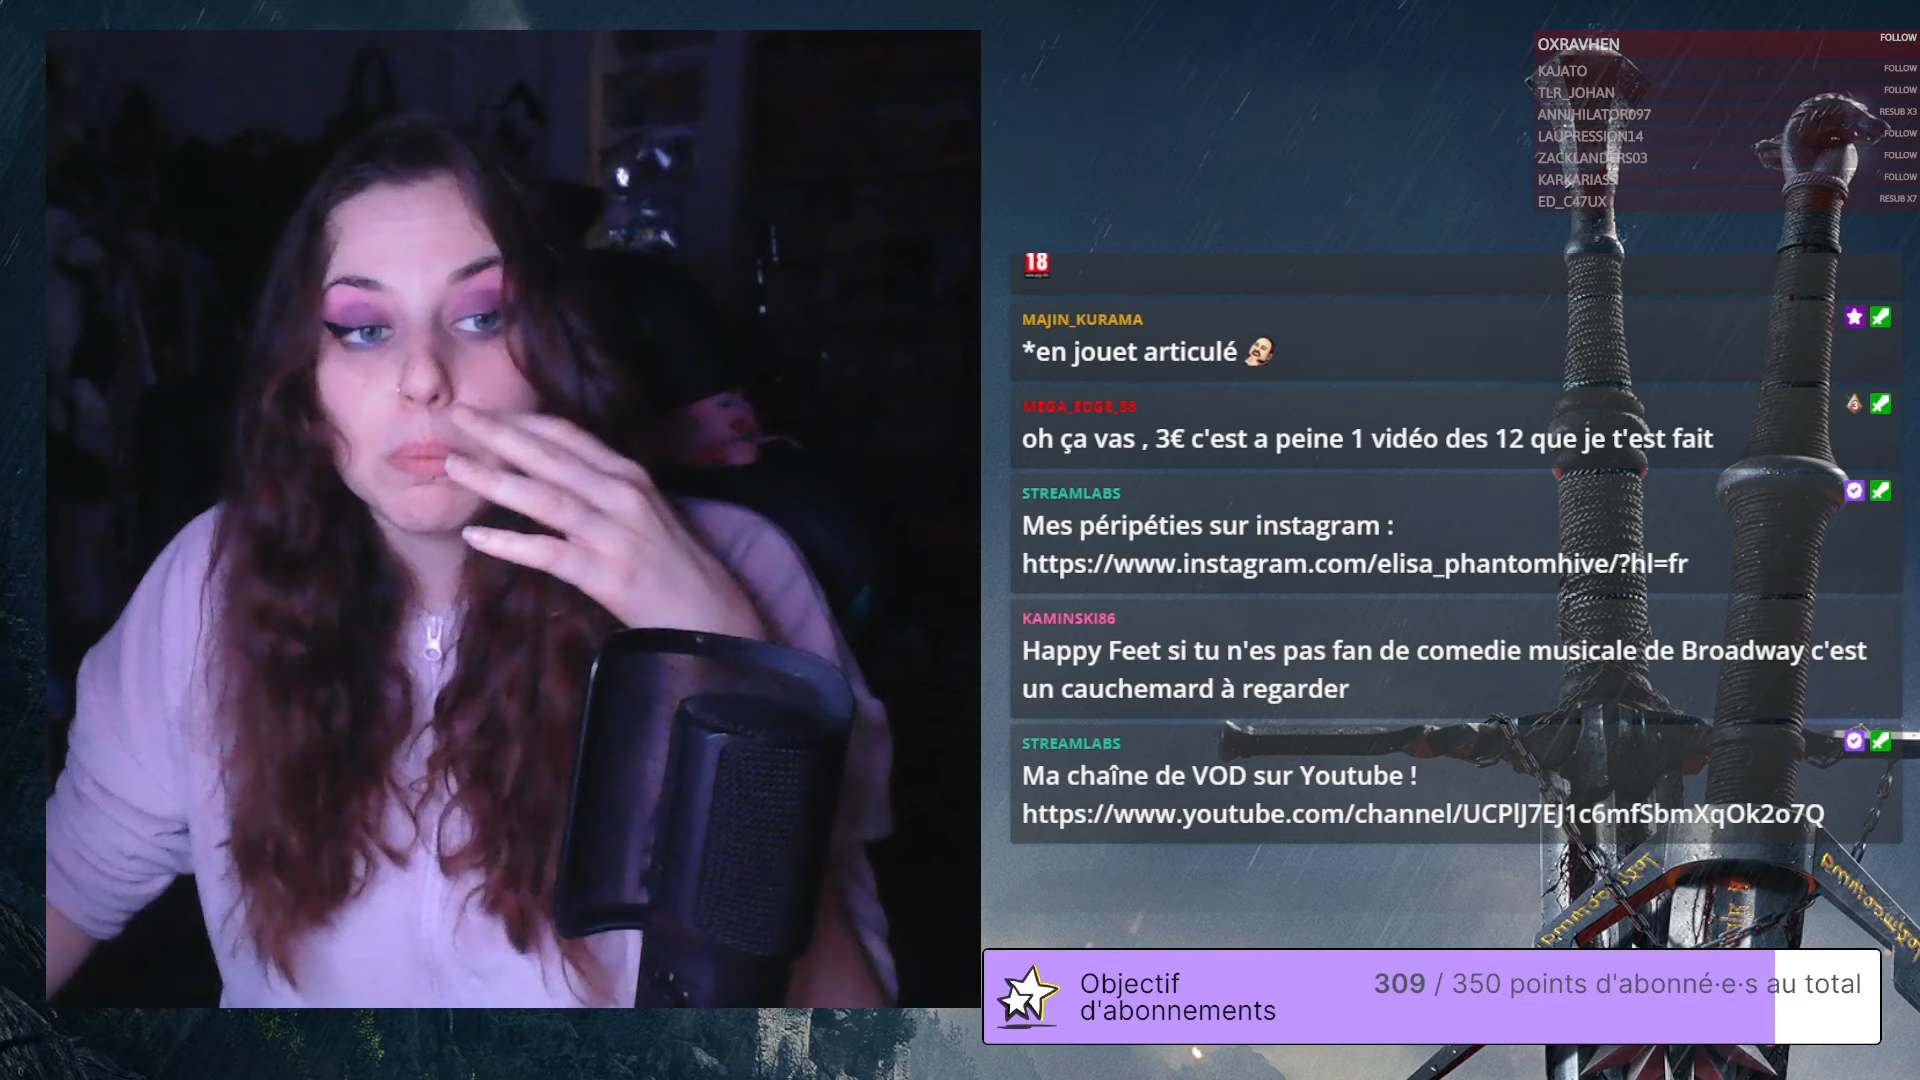 OXRAVHEN FOLLOW
KAJATO FOLLOW
TLR_JOHAN FOLLOW
ANNIHILATOR097 RESUB X3
LAUPRESSION14 FOLLOW
ZACKLANDERS03 FOLLOW
KARKARIASS FOLLOW
ED_C47UX RESUB X7
18
MAJIN_KURAMA
*en jouet articulé
MEGA_EDGE_88
3
oh ça vas , 3€ c'est a peine 1 vidéo des 12 que je t'est fait
STREAMLABS
Mes péripéties sur instagram :
https://www.instagram.com/elisa_phantomhive/?hl=fr
KAMINSKI86
Happy Feet si tu n'es pas fan de comedie musicale de Broadway c'est
un cauchemard à regarder
STREAMLABS
Ma chaîne de VOD sur Youtube !
https://www.youtube.com/channel/UCPlJ7EJ1c6mfSbmXqOk2o7Q
Objectif
d'abonnements
309 / 350 points d'abonné·e·s au total